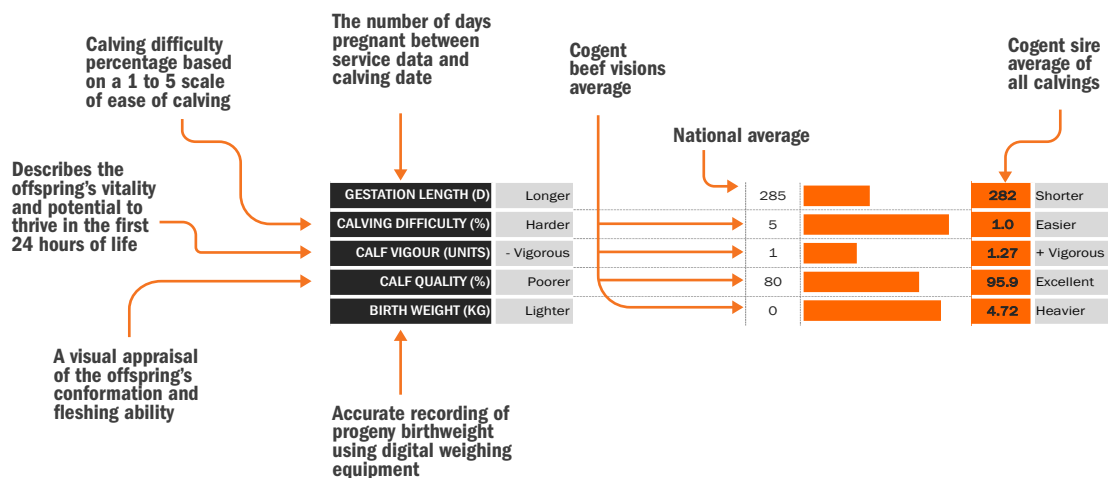 The number of days
pregnant between
service data and
calving date
Calving difficulty
percentage based
on a 1 to 5 scale
of ease of calving
Cogent
beef visions
average
Cogent sire
average of
all calvings
National average
Describes the
offspring's vitality
and potential to
thrive in the first
24 hours of life
GESTATION LENGTH (D) Longer 285 282 Shorter
CALVING DIFFICULTY (%) Harder 5 1.0 Easier
CALF VIGOUR (UNITS) - Vigorous 1 1.27 + Vigorous
CALF QUALITY (%) Poorer 80 95.9 Excellent
BIRTH WEIGHT (KG) Lighter 0 4.72 Heavier
A visual appraisal
of the offspring's
conformation and
fleshing ability
Accurate recording of
progeny birthweight
using digital weighing
equipment